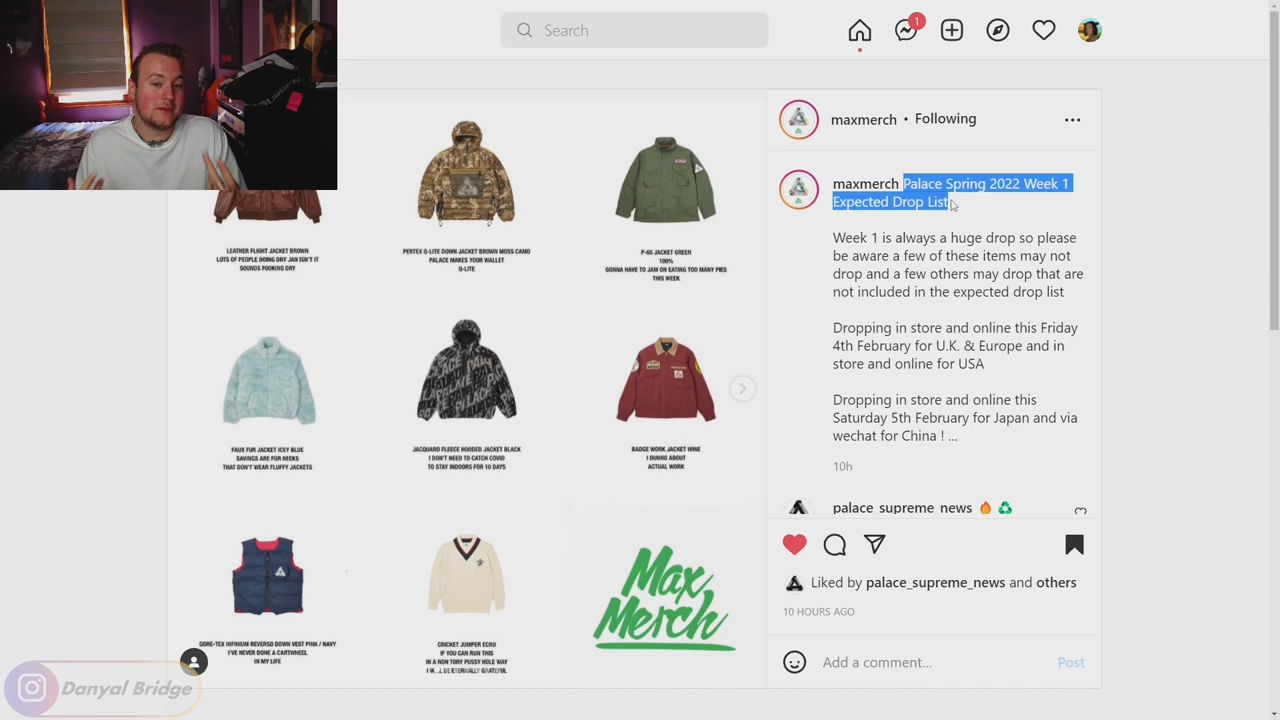 Search
1
maxmerch • Following
maxmerch Palace Spring 2022 Week 1
Expected Drop List
Week 1 is always a huge drop so please
be aware a few of these items may not
drop and a few others may drop that are
not included in the expected drop list
Dropping in store and online this Friday
4th February for U.K. & Europe and in
store and online for USA
Dropping in store and online this
Saturday 5th February for Japan and via
wechat for China ! ...
10h
palace_supreme_news 🔥 ♻️
Liked by palace_supreme_news and others
10 HOURS AGO
Add a comment... Post
LEATHER FLIGHT JACKET BROWN
LOTS OF PEOPLE DOING DRY JAN ISN'T IT
SOUNDS FOOKING DRY
PERTEX Q-LITE DOWN JACKET BROWN MOSS CAMO
PALACE MAKES YOUR WALLET
Q-LITE
P-65 JACKET GREEN
100%
GONNA HAVE TO JAM ON EATING TOO MANY PIES
THIS WEEK
FAUX FUR JACKET ICEY BLUE
SAVINGS ARE FOR NEEKS
THAT DON'T WEAR FLUFFY JACKETS
JACQUARD FLEECE HOODED JACKET BLACK
I DON'T NEED TO CATCH COVID
TO STAY INDOORS FOR 10 DAYS
BADGE WORK JACKET WINE
I DUNNO ABOUT
ACTUAL WORK
GORE-TEX INFINIUM REVERSO DOWN VEST PINK / NAVY
I'VE NEVER DONE A CARTWHEEL
IN MY LIFE
CRICKET JUMPER ECRU
IF YOU CAN RUN THIS
IN A NON TORY PUSSY HOLE WAY
ETERNALLY GRATEFUL
Max
Merch
Danyal Bridge